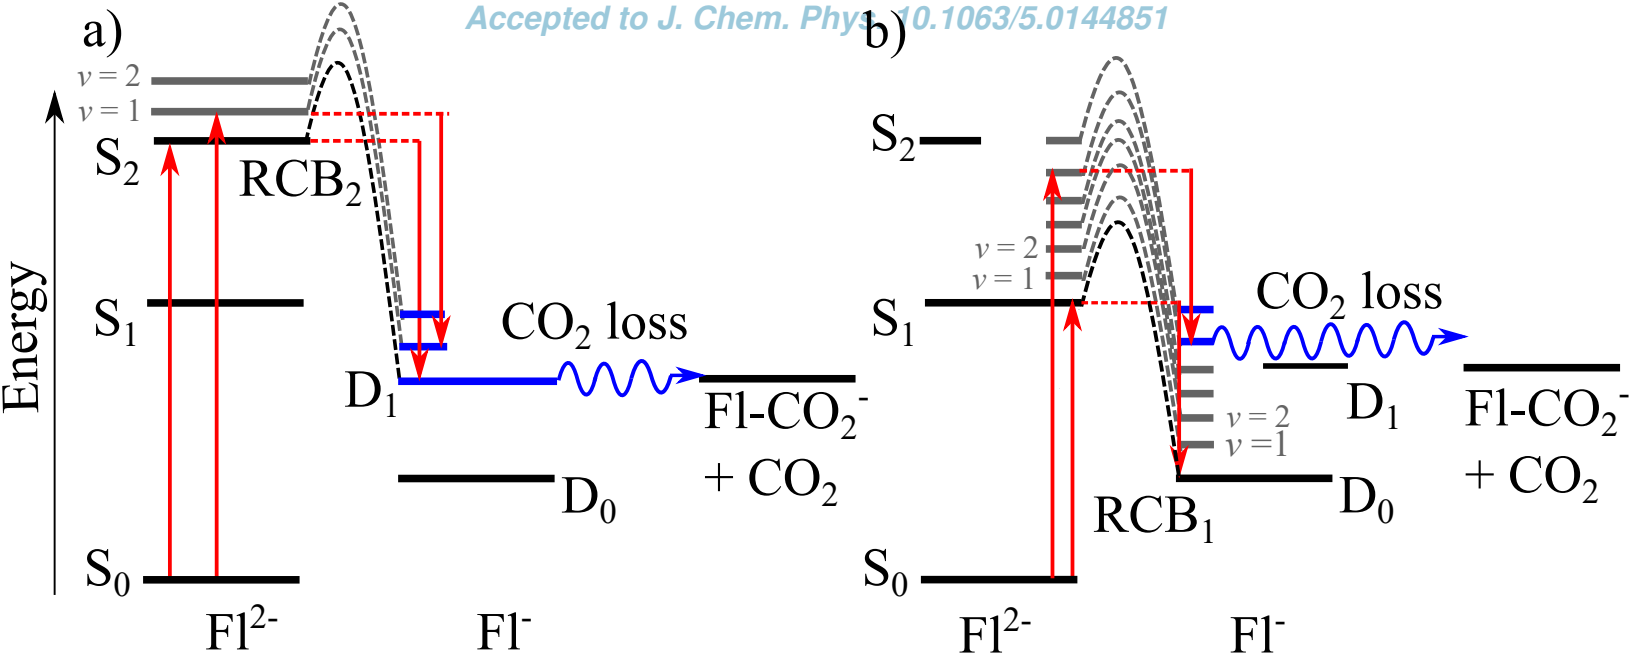 Accepted to J. Chem. Phys. 10.1063/5.0144851
a)
v = 2
v = 1
S2
RCB2
S1
Energy
CO2 loss
D1
Fl-CO2-
+ CO2
D0
S0
Fl2-
Fl-
b)
S2
v = 2
v = 1
S1
CO2 loss
D1
Fl-CO2-
+ CO2
v = 2
v =1
RCB1
D0
S0
Fl2-
Fl-